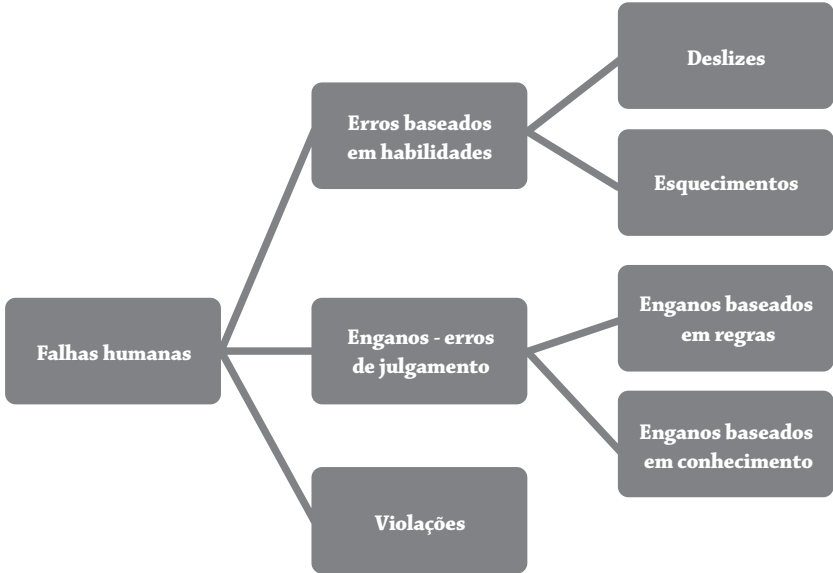 Falhas humanas
Erros baseados
em habilidades
Deslizes
Esquecimentos
Enganos - erros
de julgamento
Enganos baseados
em regras
Enganos baseados
em conhecimento
Violações